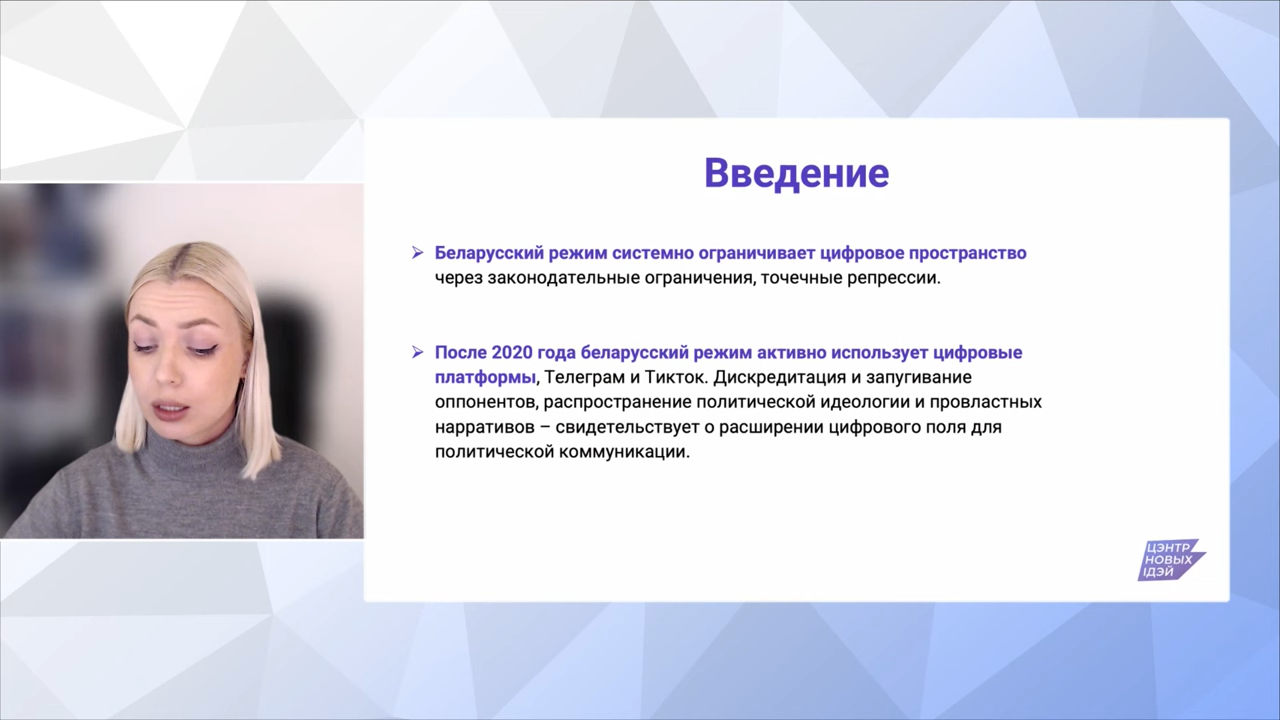 Введение
Беларусский режим системно ограничивает цифровое пространство
через законодательные ограничения, точечные репрессии.
После 2020 года беларусский режим активно использует цифровые
платформы, Телеграм и Тикток. Дискредитация и запугивание
оппонентов, распространение политической идеологии и провластных
нарративов – свидетельствует о расширении цифрового поля для
политической коммуникации.
ЦЭНТР
НОВЫХ
ІДЭЙ